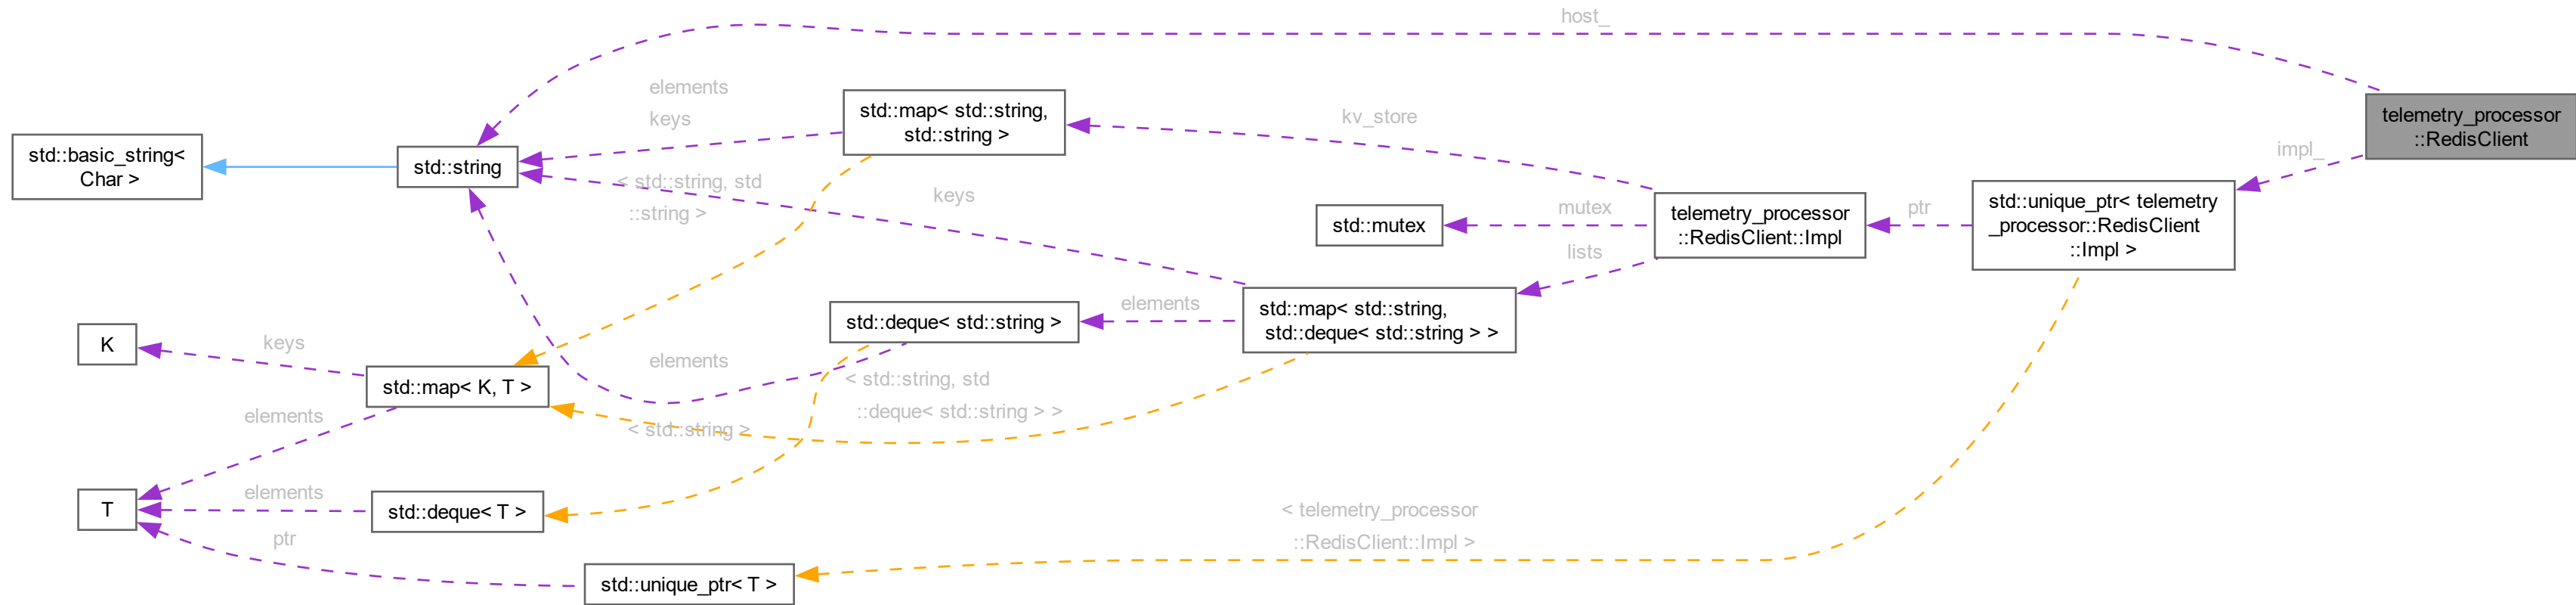 host_
elements
keys
std::map< std::string,
std::string >
kv_store
telemetry_processor
::RedisClient
std::basic_string<
Char >
std::string
impl_
< std::string, std
::string >
keys
std::mutex
mutex
telemetry_processor
::RedisClient::Impl
ptr
std::unique_ptr< telemetry
_processor::RedisClient
::Impl >
lists
K
keys
std::deque< std::string >
elements
std::map< std::string,
std::deque< std::string > >
elements
std::map< K, T >
< std::string, std
::deque< std::string > >
elements
< std::string >
T
elements
std::deque< T >
< telemetry_processor
::RedisClient::Impl >
ptr
std::unique_ptr< T >